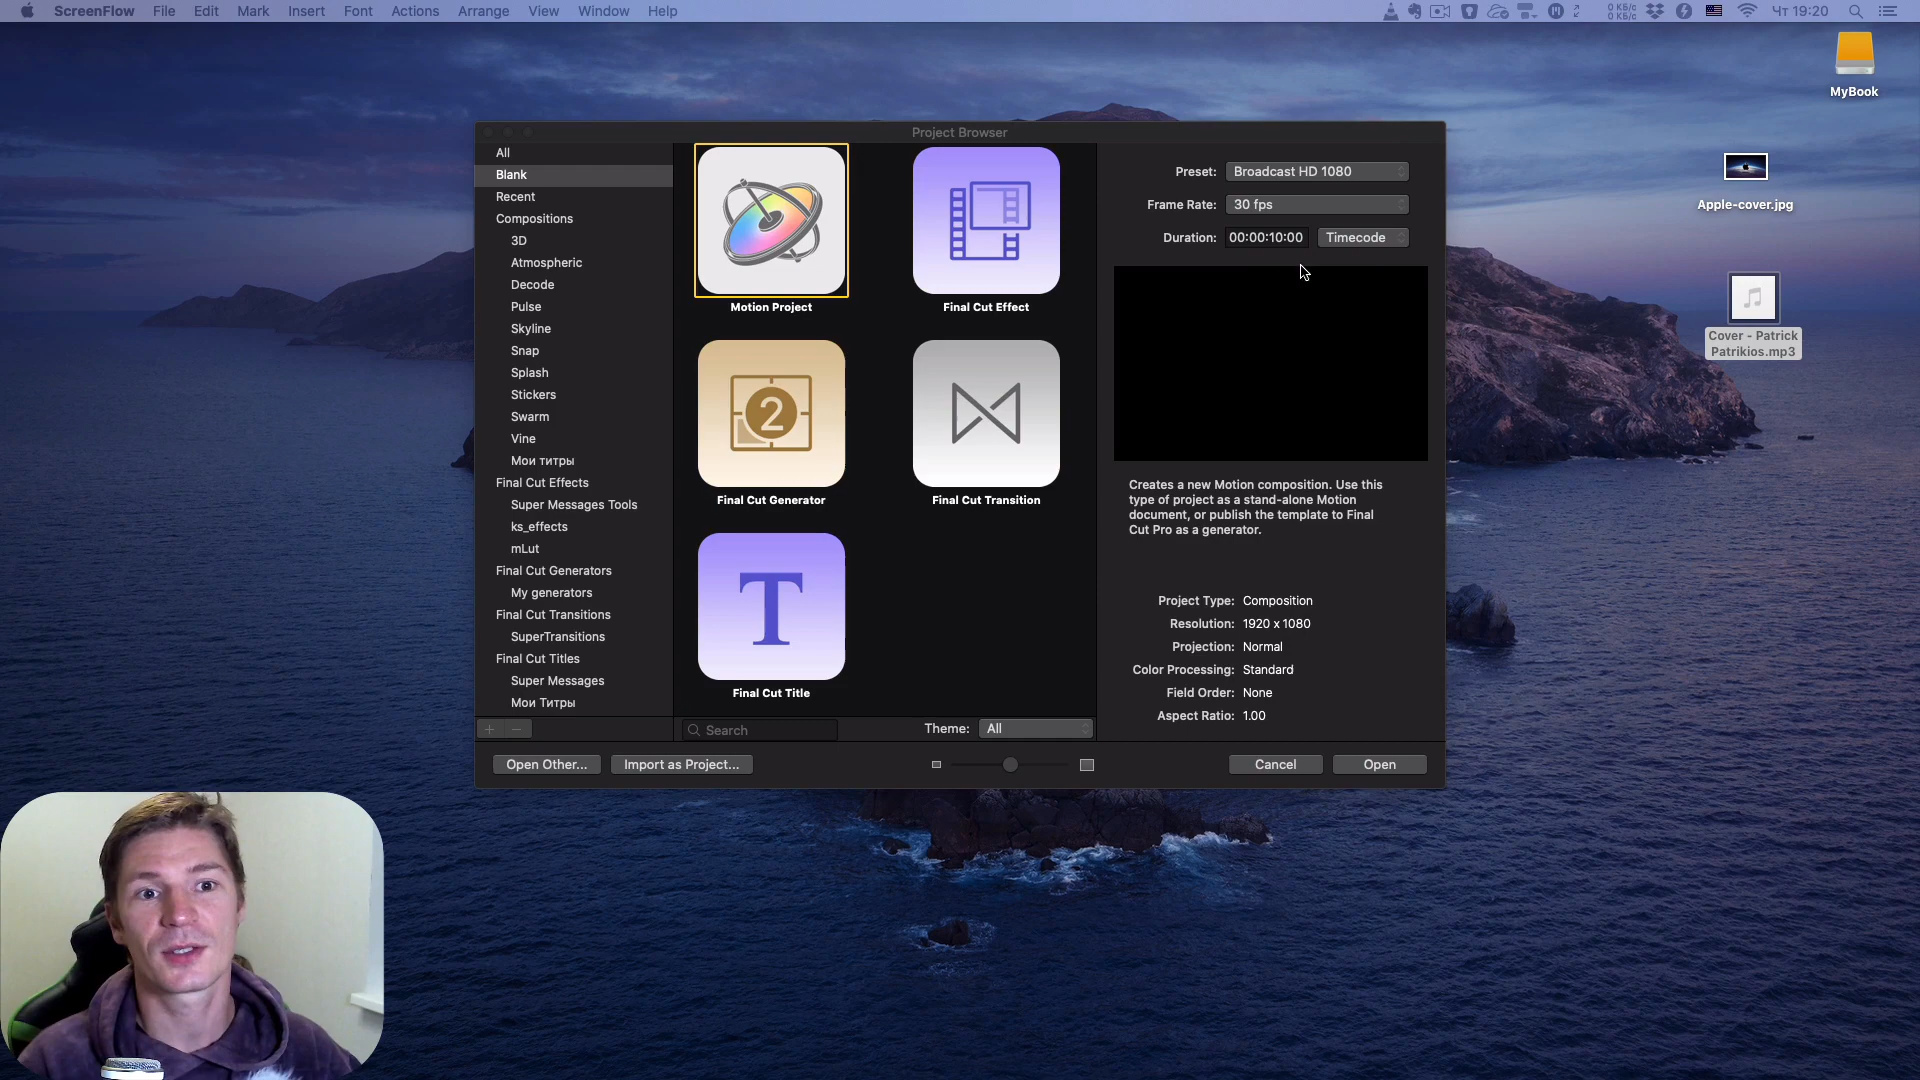 ScreenFlow File Edit Mark Insert Font Actions Arrange View Window Help
0 КБ/с
0 КБ/с
Чт 19:20
MyBook
Apple-cover.jpg
Cover - Patrick
Patrikios.mp3
Project Browser
All
Blank
Recent
Compositions
3D
Atmospheric
Decode
Pulse
Skyline
Snap
Splash
Stickers
Swarm
Vine
Мои титры
Final Cut Effects
Super Messages Tools
ks_effects
mLut
Final Cut Generators
My generators
Final Cut Transitions
SuperTransitions
Final Cut Titles
Super Messages
Мои Титры
Motion Project
Final Cut Effect
2
Final Cut Generator
Final Cut Transition
T
Final Cut Title
Search
Theme: All
Preset: Broadcast HD 1080
Frame Rate: 30 fps
Duration: 00:00:10:00 Timecode
Creates a new Motion composition. Use this
type of project as a stand-alone Motion
document, or publish the template to Final
Cut Pro as a generator.
Project Type: Composition
Resolution: 1920 x 1080
Projection: Normal
Color Processing: Standard
Field Order: None
Aspect Ratio: 1.00
Open Other...
Import as Project...
Cancel
Open